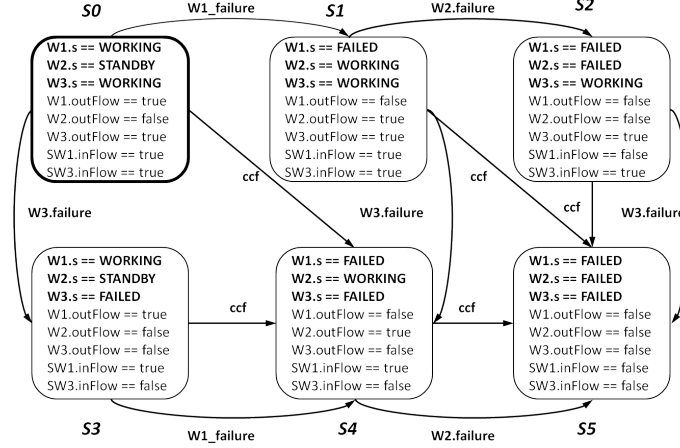 S0
W1_failure
S1
W2.failure
S2
W1.s == WORKING
W2.s == STANDBY
W3.s == WORKING
W1.outFlow == true
W2.outFlow == false
W3.outFlow == true
SW1.inFlow == true
SW3.inFlow == true
W1.s == FAILED
W2.s == WORKING
W3.s == WORKING
W1.outFlow == false
W2.outFlow == true
W3.outFlow == true
SW1.inFlow == true
SW3.inFlow == true
W1.s == FAILED
W2.s == FAILED
W3.s == WORKING
W1.outFlow == false
W2.outFlow == false
W3.outFlow == true
SW1.inFlow == false
SW3.inFlow == true
W3.failure
ccf
W3.failure
ccf
ccf
W3.failure
W1.s == WORKING
W2.s == STANDBY
W3.s == FAILED
W1.outFlow == true
W2.outFlow == false
W3.outFlow == false
SW1.inFlow == true
SW3.inFlow == false
ccf
W1.s == FAILED
W2.s == WORKING
W3.s == FAILED
W1.outFlow == false
W2.outFlow == true
W3.outFlow == false
SW1.inFlow == true
SW3.inFlow == false
ccf
W1.s == FAILED
W2.s == FAILED
W3.s == FAILED
W1.outFlow == false
W2.outFlow == false
W3.outFlow == false
SW1.inFlow == false
SW3.inFlow == false
S3
W1_failure
S4
W2.failure
S5